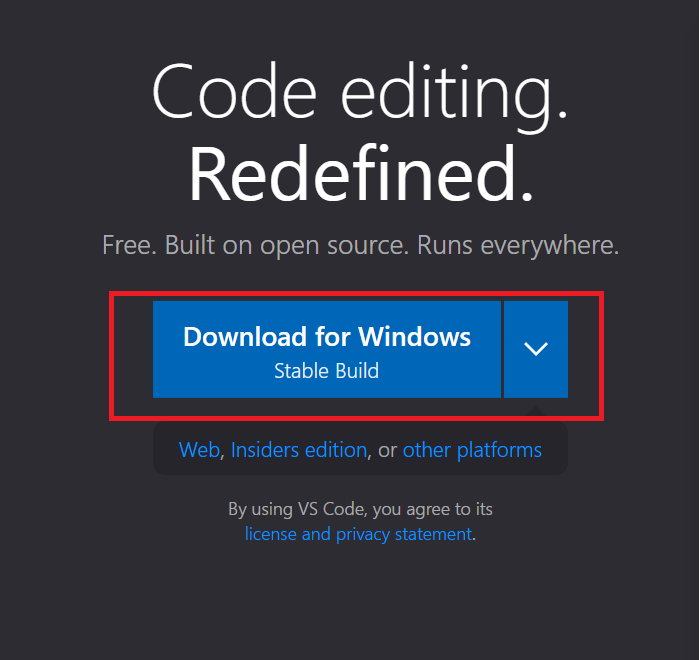 Code editing.
Redefined.
Free. Built on open source. Runs everywhere.
Download for Windows
Stable Build
Web, Insiders edition, or other platforms
By using VS Code, you agree to its
license and privacy statement.